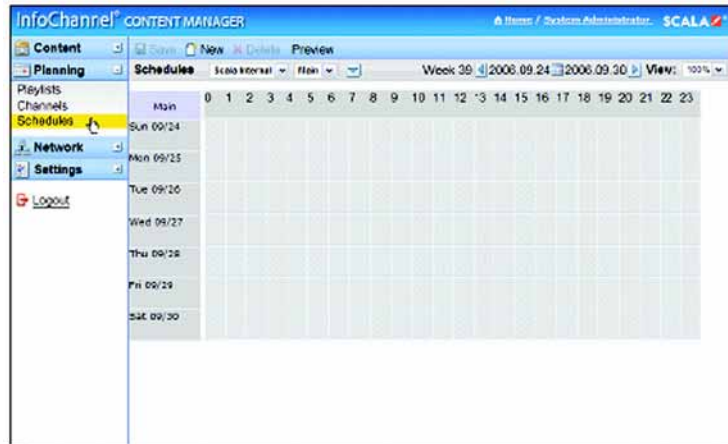 InfoChannel® CONTENT MANAGER
Home / System Administrator
SCALA
Content
Save New Delete Preview
Planning
Schedules Scala Internal Main Week 39 2006.09.24 2006.09.30 View: 100%
Playlists
Channels
Schedules
Network
Settings
Logout
Main 0 1 2 3 4 5 6 7 8 9 10 11 12 13 14 15 16 17 18 19 20 21 22 23
Sun 09/24
Mon 09/25
Tue 09/26
Wed 09/27
Thu 09/28
Fri 09/29
Sat 09/30